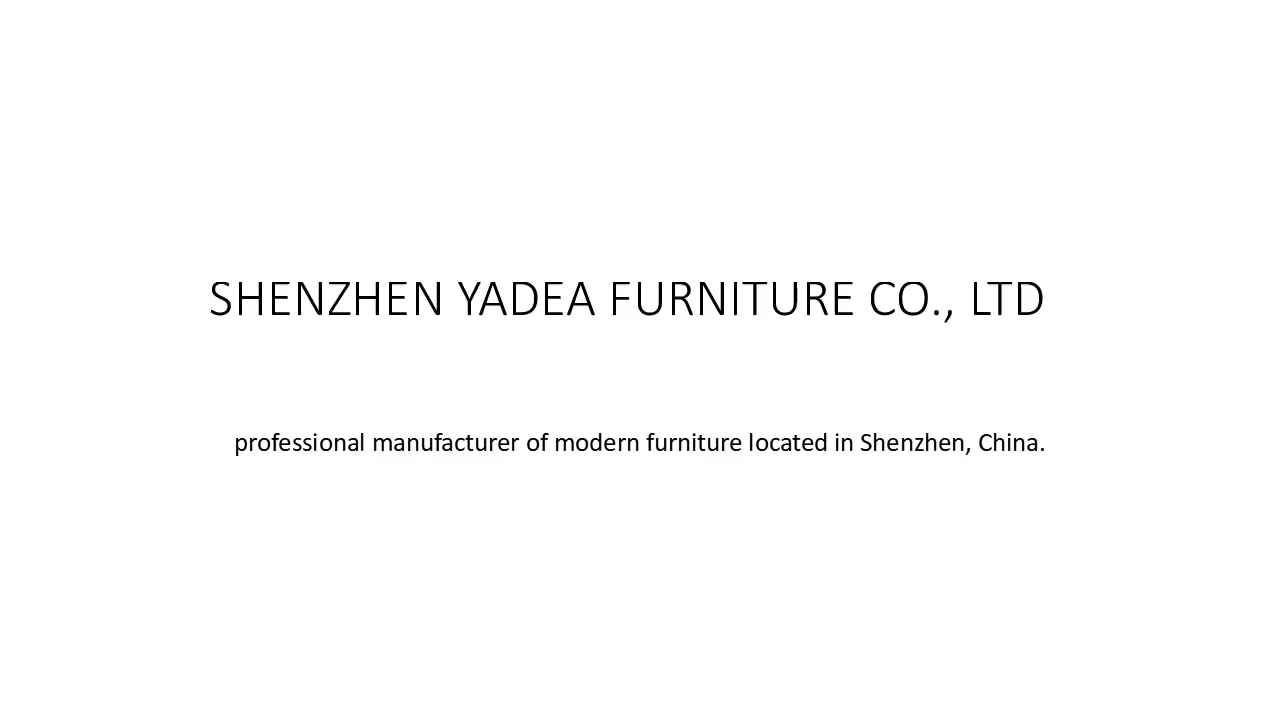 SHENZHEN YADEA FURNITURE CO., LTD
professional manufacturer of modern furniture located in Shenzhen, China.